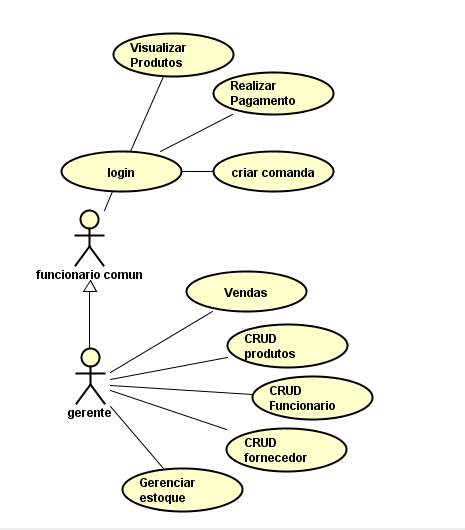 Visualizar
Produtos
Realizar
Pagamento
login
criar comanda
funcionario comun
Vendas
CRUD
produtos
CRUD
Funcionario
gerente
CRUD
fornecedor
Gerenciar
estoque